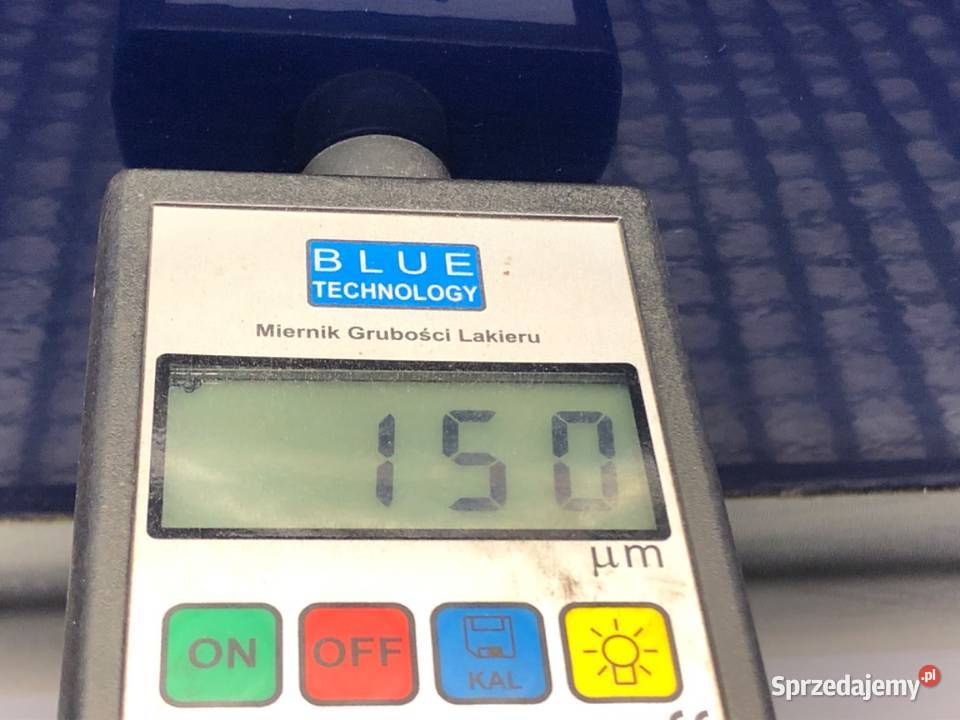 BLUE
TECHNOLOGY
Miernik Grubości Lakieru
150
μm
ON
OFF
KAL
Sprzedajemy.pl